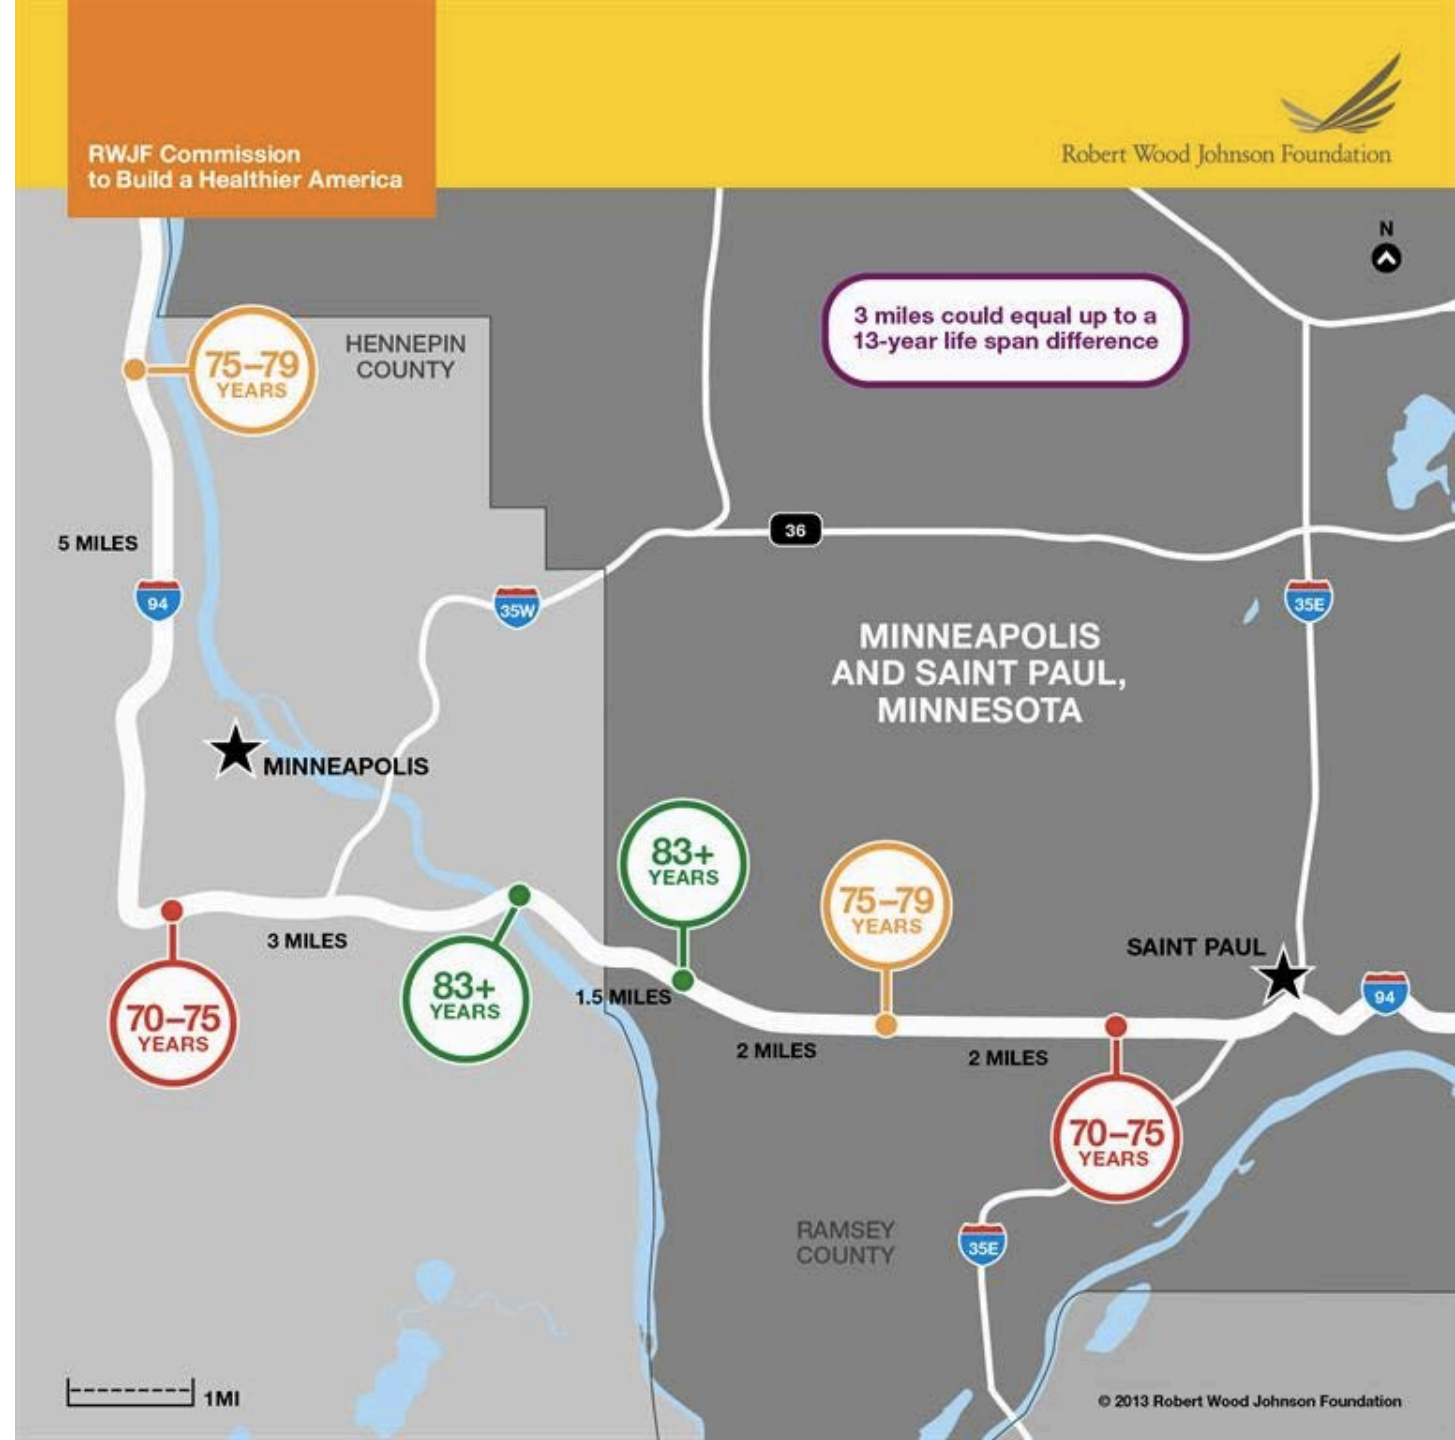 RWJF Commission
to Build a Healthier America
Robert Wood Johnson Foundation
N
3 miles could equal up to a
13-year life span difference
75–79
YEARS
HENNEPIN
COUNTY
36
5 MILES
94
35W
35E
MINNEAPOLIS
AND SAINT PAUL,
MINNESOTA
MINNEAPOLIS
83+
YEARS
75–79
YEARS
3 MILES
SAINT PAUL
83+
YEARS
1.5 MILES
94
70–75
YEARS
2 MILES
2 MILES
70–75
YEARS
RAMSEY
COUNTY
35E
1MI
© 2013 Robert Wood Johnson Foundation